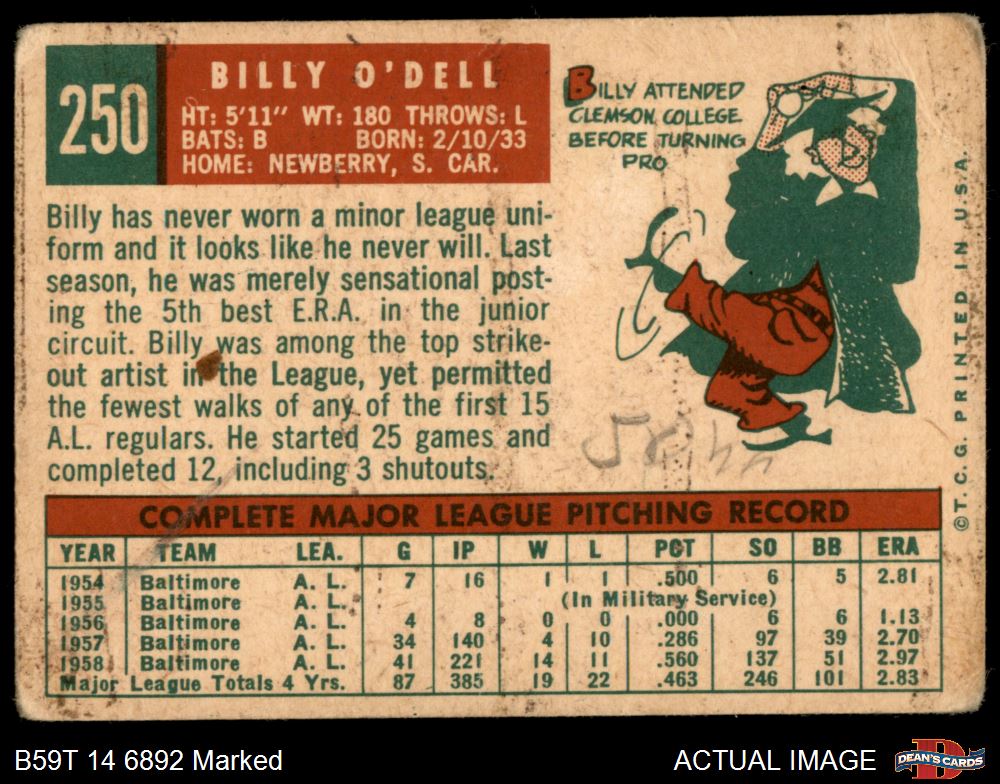 250
BILLY O'DELL
HT: 5'11" WT: 180 THROWS: L
BATS: B BORN: 2/10/33
HOME: NEWBERRY, S. CAR.
BILLY ATTENDED
CLEMSON COLLEGE
BEFORE TURNING
PRO
Billy has never worn a minor league uni-
form and it looks like he never will. Last
season, he was merely sensational post-
ing the 5th best E.R.A. in the junior
circuit. Billy was among the top strike-
out artist in the League, yet permitted
the fewest walks of any of the first 15
A.L. regulars. He started 25 games and
completed 12, including 3 shutouts.
John
©T.C.G. PRINTED IN U.S.A.
COMPLETE MAJOR LEAGUE PITCHING RECORD
YEAR TEAM LEA. G IP W L PCT SO BB ERA
1954 Baltimore A. L. 7 16 1 1 .500 6 5 2.81
1955 Baltimore A. L. (In Military Service)
1956 Baltimore A. L. 4 8 0 0 .000 6 6 1.13
1957 Baltimore A. L. 34 140 4 10 .286 97 39 2.70
1958 Baltimore A. L. 41 221 14 11 .560 137 51 2.97
Major League Totals 4 Yrs. 87 385 19 22 .463 246 101 2.83
B59T 14 6892 Marked
ACTUAL IMAGE
DEAN'S CARDS